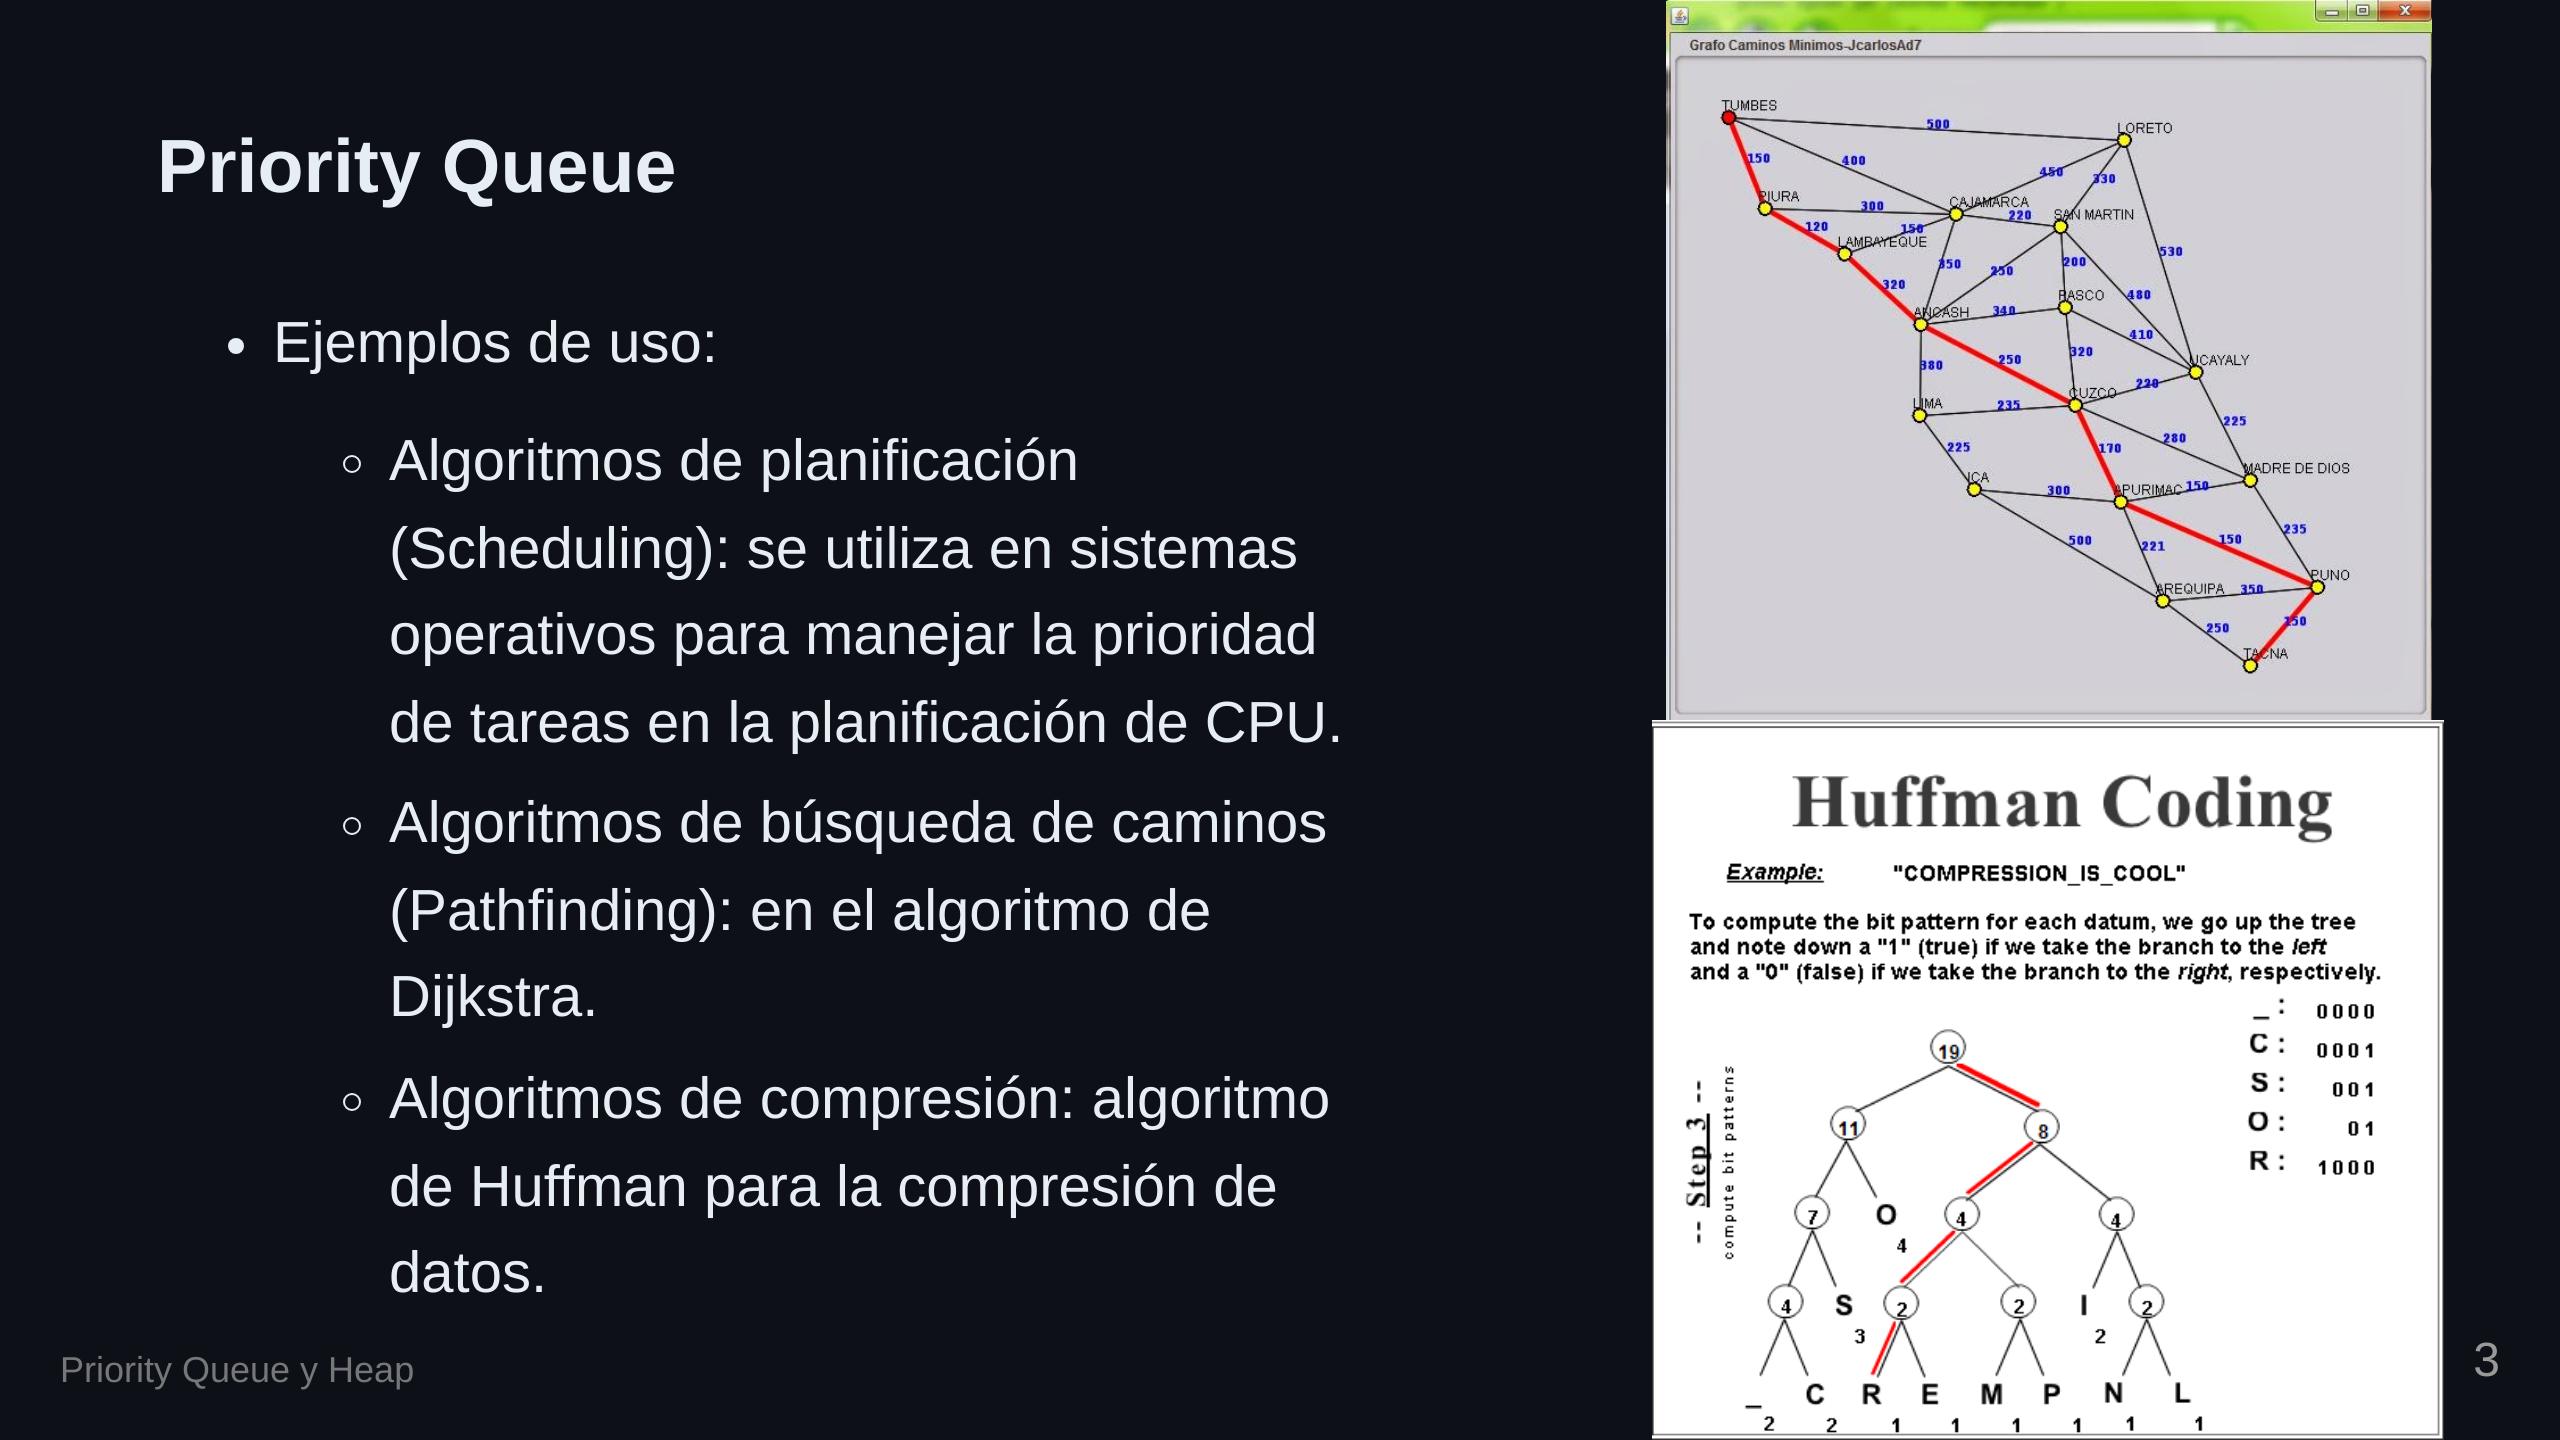 Priority Queue
Ejemplos de uso:
Algoritmos de planificación
(Scheduling): se utiliza en sistemas
operativos para manejar la prioridad
de tareas en la planificación de CPU.
Algoritmos de búsqueda de caminos
(Pathfinding): en el algoritmo de
Dijkstra.
Algoritmos de compresión: algoritmo
de Huffman para la compresión de
datos.
Priority Queue y Heap
3
Grafo Caminos Minimos-JcarlosAd7
TUMBES
500
LORETO
150
400
450
330
PIURA
300
CAJAMARCA
220
SAN MARTIN
120
150
LAMBAYEQUE
530
350
250
200
320
PASCO
480
ANCASH
340
410
380
250
320
UCAYALY
220
CUZCO
LIMA
235
225
280
225
170
MADRE DE DIOS
ICA
300
APURIMAC
150
235
500
221
150
PUNO
AREQUIPA
350
250
150
TACNA
Huffman Coding
Example: "COMPRESSION_IS_COOL"
To compute the bit pattern for each datum, we go up the tree
and note down a "1" (true) if we take the branch to the left
and a "0" (false) if we take the branch to the right, respectively.
_ : 0000
C : 0001
S : 001
O : 01
R : 1000
-- Step 3 --
compute bit patterns
19
11 8
7 O 4 4
4
4 S 2 2 I 2
3 2
_ C R E M P N L
2 2 1 1 1 1 1 1